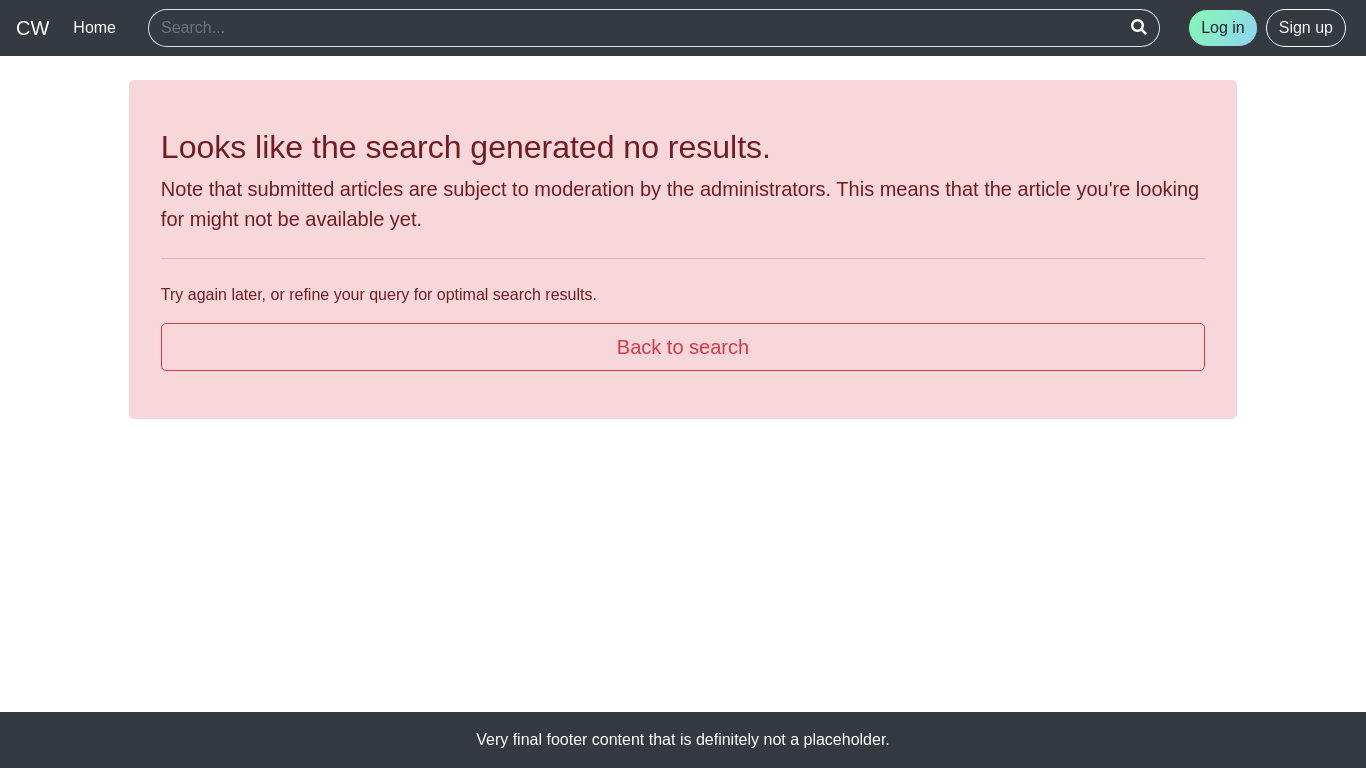 CW Home Search... Log in Sign up
Looks like the search generated no results.
Note that submitted articles are subject to moderation by the administrators. This means that the article you're looking
for might not be available yet.
Try again later, or refine your query for optimal search results.
Back to search
Very final footer content that is definitely not a placeholder.